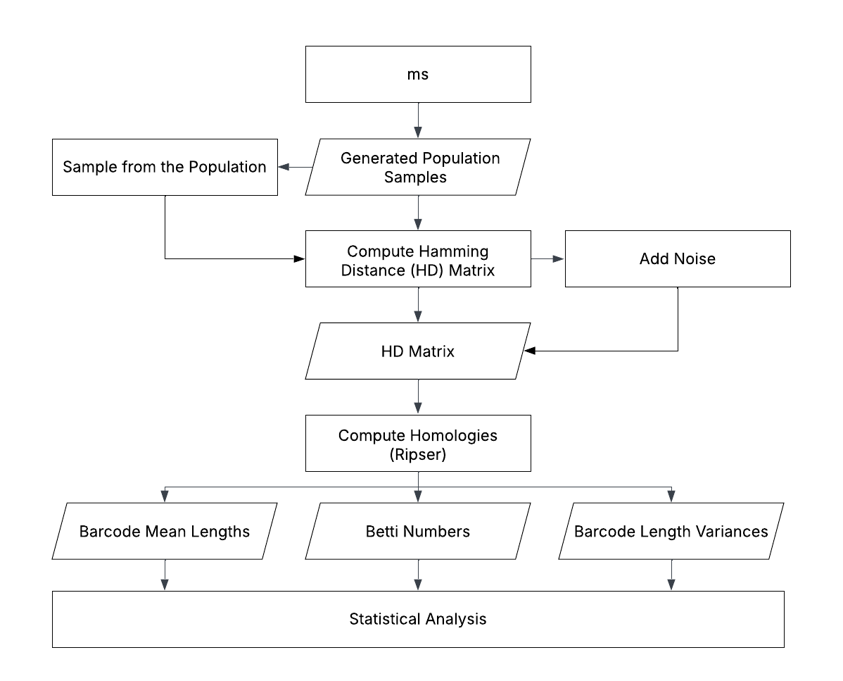 ms
Generated Population
Samples
Sample from the Population
Compute Hamming
Distance (HD) Matrix
Add Noise
HD Matrix
Compute Homologies
(Ripser)
Barcode Mean Lengths
Betti Numbers
Barcode Length Variances
Statistical Analysis